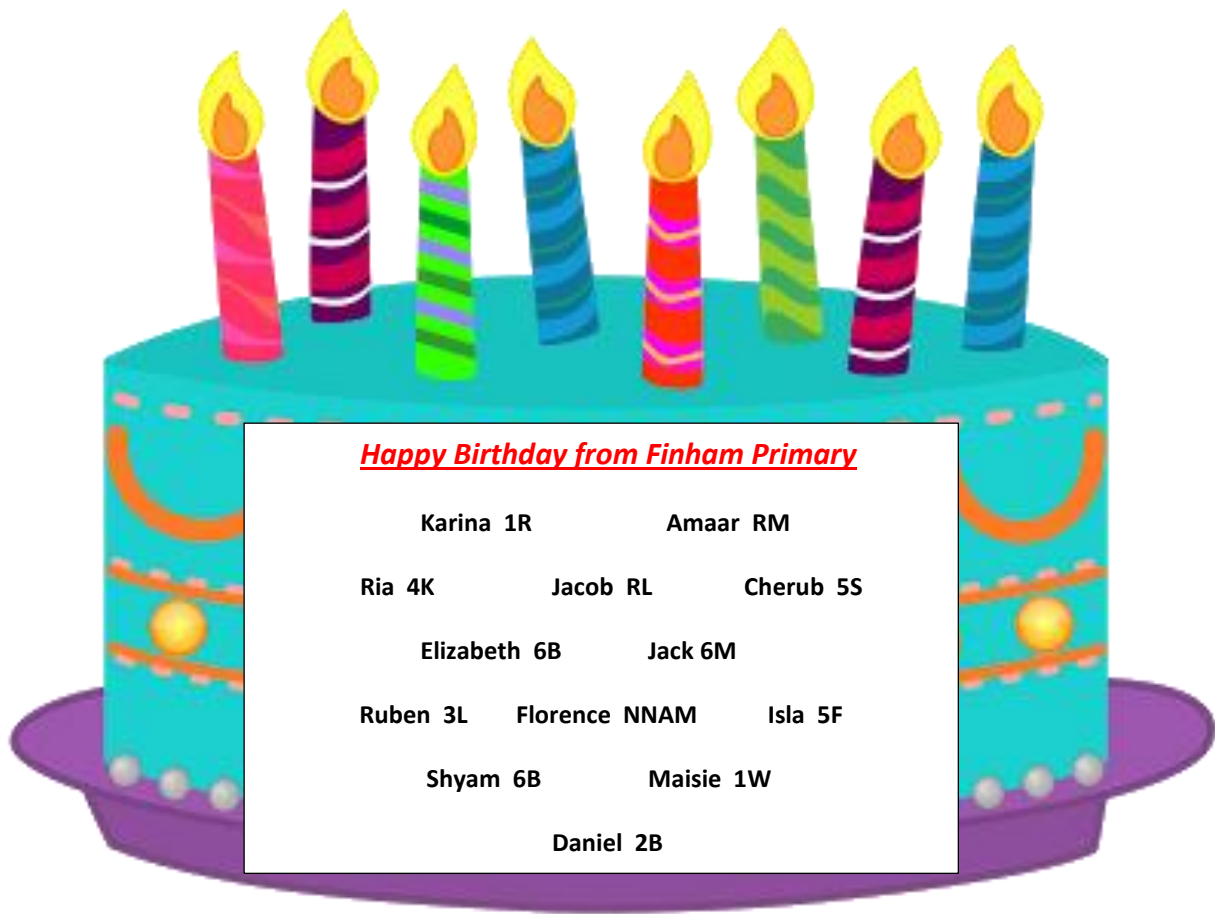 Happy Birthday from Finham Primary
Karina 1R Amaar RM
Ria 4K Jacob RL Cherub 5S
Elizabeth 6B Jack 6M
Ruben 3L Florence NNAM Isla 5F
Shyam 6B Maisie 1W
Daniel 2B